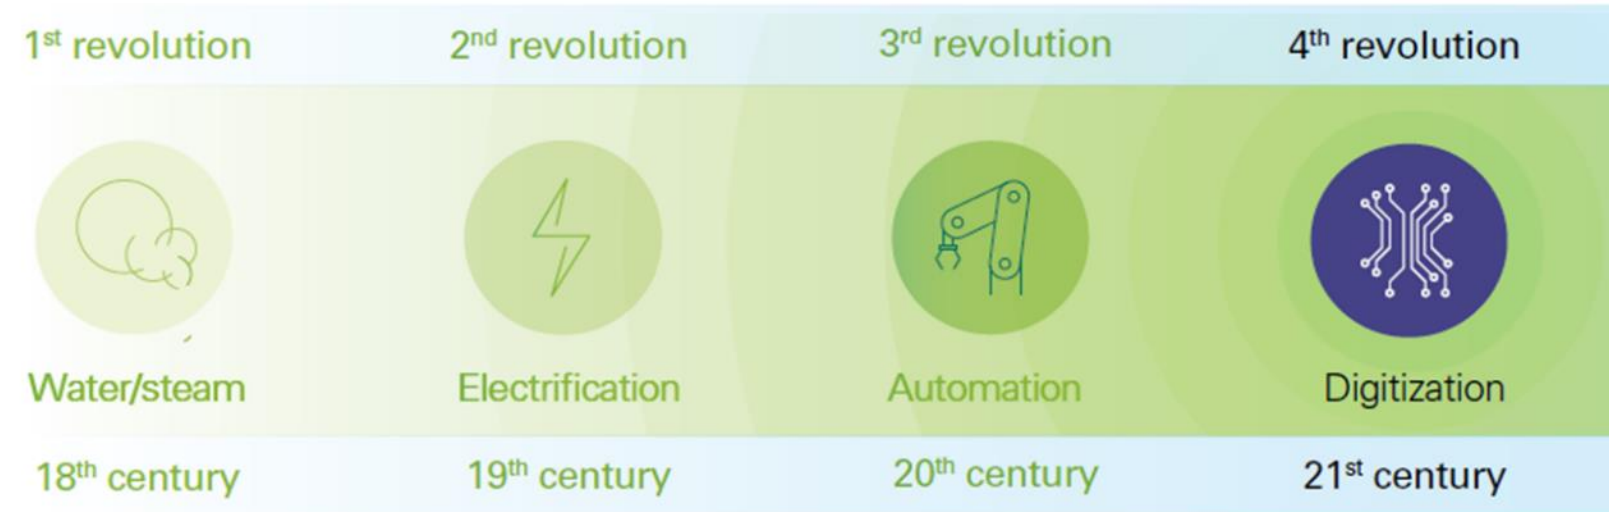 1st revolution 2nd revolution 3rd revolution 4th revolution
Water/steam Electrification Automation Digitization
18th century 19th century 20th century 21st century